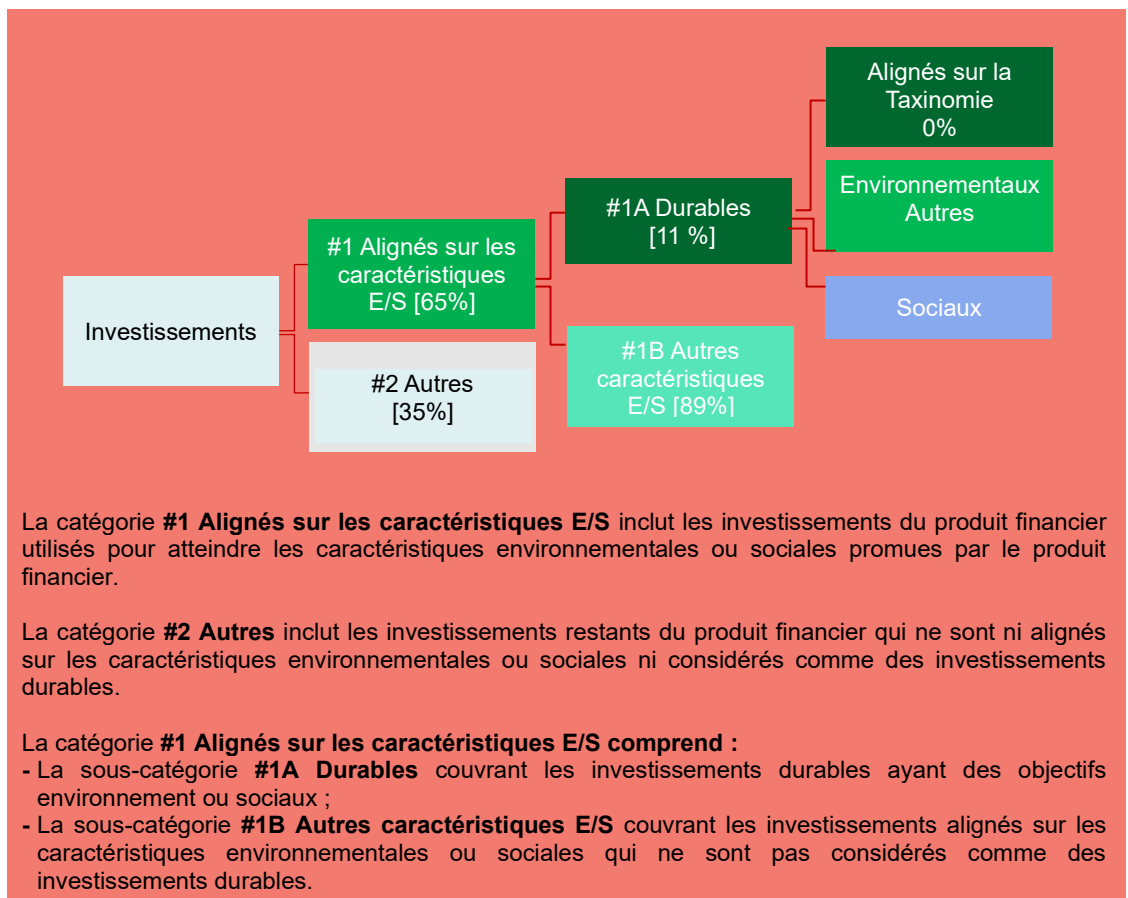 Alignés sur la
Taxinomie
0%
Environnementaux
Autres
#1A Durables
[11 %]
#1 Alignés sur les
caractéristiques
E/S [65%]
Sociaux
Investissements
#1B Autres
caractéristiques
E/S [89%]
#2 Autres
[35%]
La catégorie #1 Alignés sur les caractéristiques E/S inclut les investissements du produit financier
utilisés pour atteindre les caractéristiques environnementales ou sociales promues par le produit
financier.
La catégorie #2 Autres inclut les investissements restants du produit financier qui ne sont ni alignés
sur les caractéristiques environnementales ou sociales ni considérés comme des investissements
durables.
La catégorie #1 Alignés sur les caractéristiques E/S comprend :
- La sous-catégorie #1A Durables couvrant les investissements durables ayant des objectifs
environnement ou sociaux ;
- La sous-catégorie #1B Autres caractéristiques E/S couvrant les investissements alignés sur les
caractéristiques environnementales ou sociales qui ne sont pas considérés comme des
investissements durables.